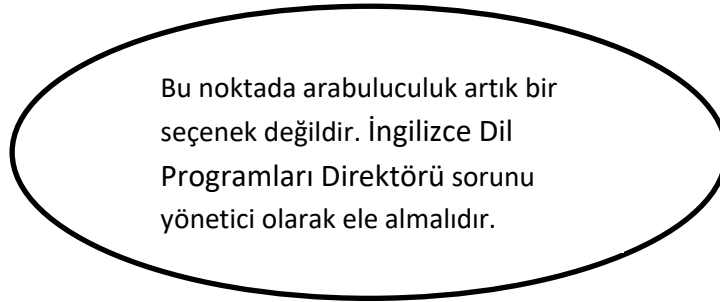 Bu noktada arabuluculuk artık bir
seçenek değildir. İngilizce Dil
Programları Direktörü sorunu
yönetici olarak ele almalıdır.